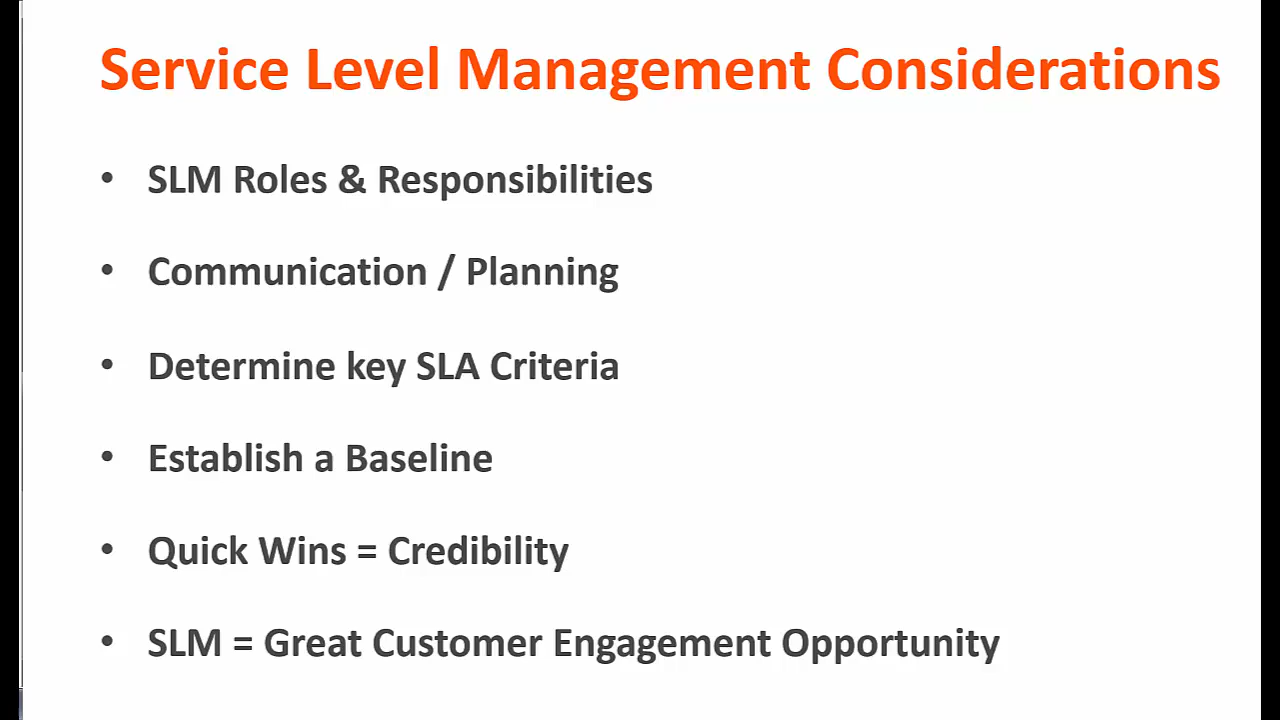 Service Level Management Considerations
• SLM Roles & Responsibilities
• Communication / Planning
• Determine key SLA Criteria
• Establish a Baseline
• Quick Wins = Credibility
• SLM = Great Customer Engagement Opportunity